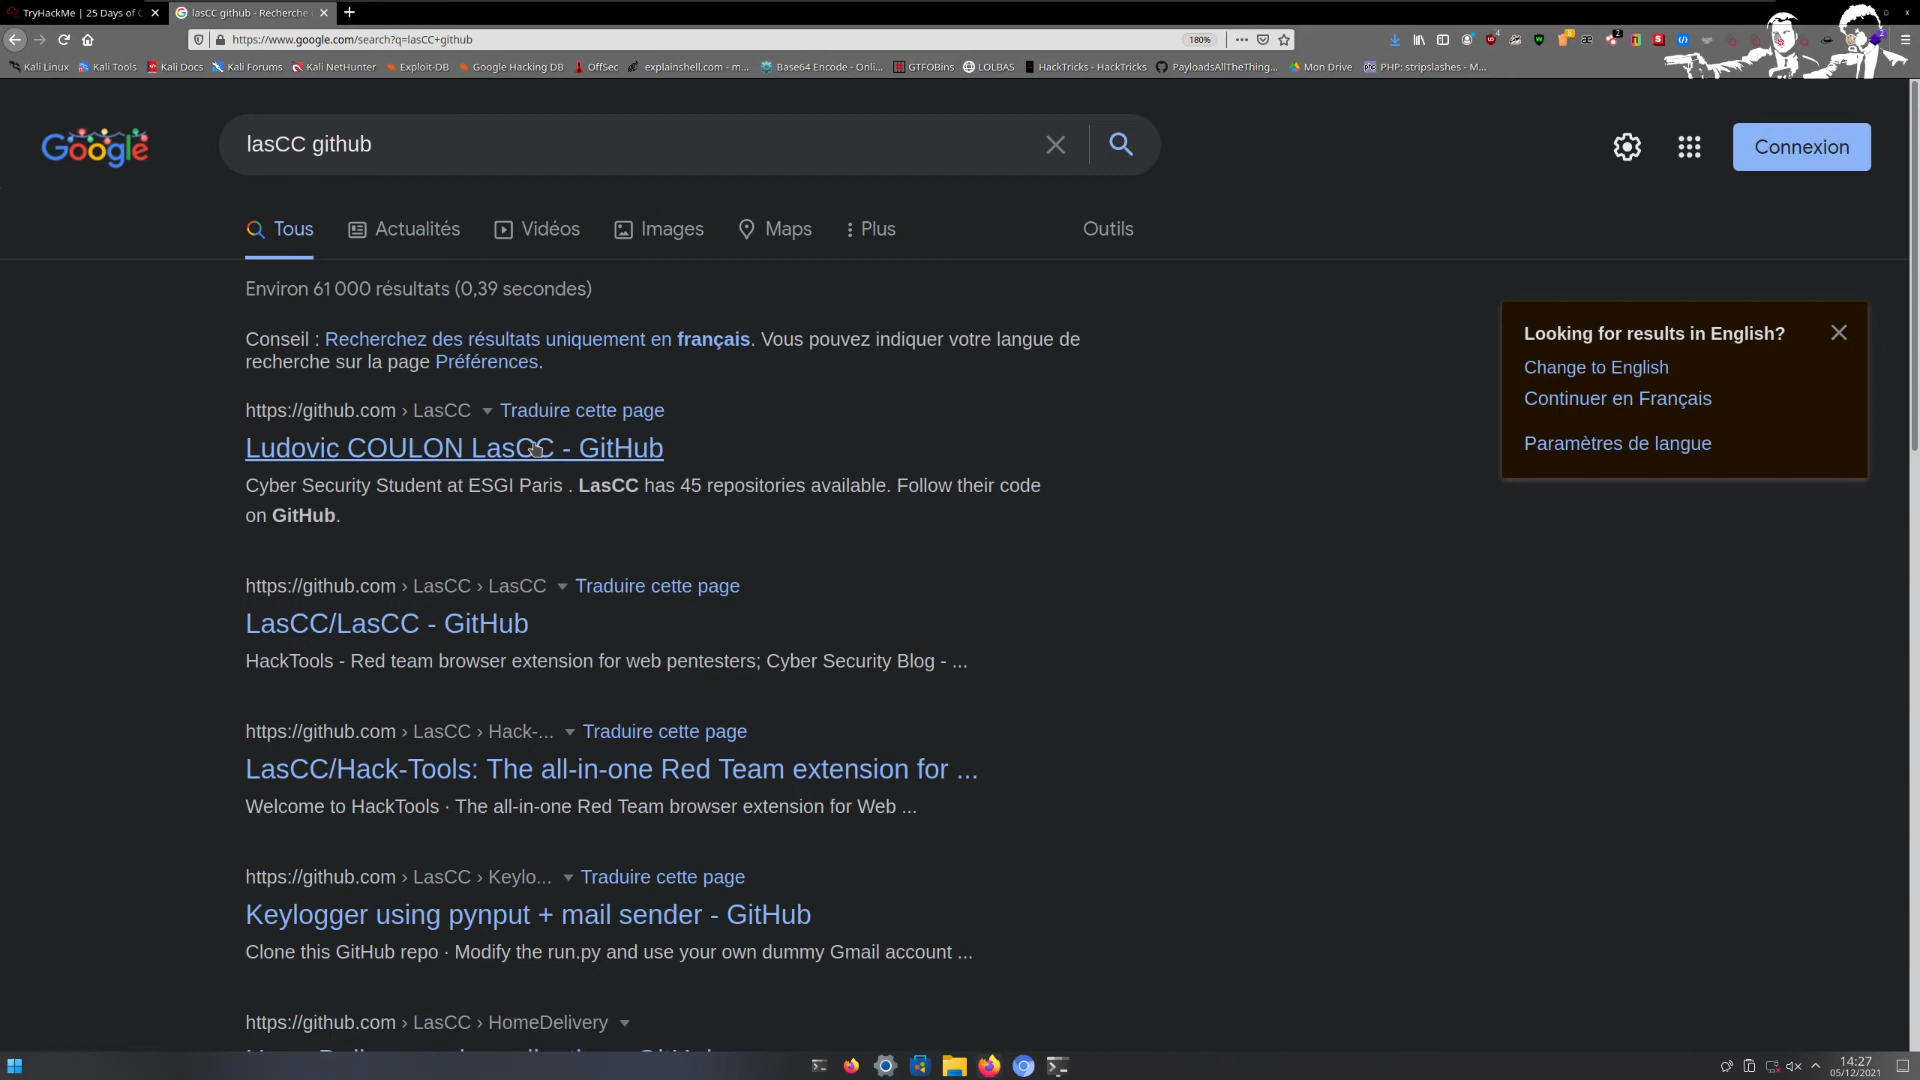 TryHackMe | 25 Days of C
lasCC github - Recherche
https://www.google.com/search?q=lasCC+github
180%
Kali Linux
Kali Tools
Kali Docs
Kali Forums
Kali NetHunter
Exploit-DB
Google Hacking DB
OffSec
explainshell.com - m...
Base64 Encode - Onli...
GTFOBins
LOLBAS
HackTricks - HackTricks
PayloadsAllTheThing...
Mon Drive
PHP: stripslashes - M...
Google
lasCC github
Connexion
Tous
Actualités
Vidéos
Images
Maps
Plus
Outils
Environ 61 000 résultats (0,39 secondes)
Conseil : Recherchez des résultats uniquement en français. Vous pouvez indiquer votre langue de
recherche sur la page Préférences.
https://github.com › LasCC
Traduire cette page
Ludovic COULON LasCC - GitHub
Cyber Security Student at ESGI Paris . LasCC has 45 repositories available. Follow their code
on GitHub.
https://github.com › LasCC › LasCC
Traduire cette page
LasCC/LasCC - GitHub
HackTools - Red team browser extension for web pentesters; Cyber Security Blog - ...
https://github.com › LasCC › Hack-...
Traduire cette page
LasCC/Hack-Tools: The all-in-one Red Team extension for ...
Welcome to HackTools · The all-in-one Red Team browser extension for Web ...
https://github.com › LasCC › Keylo...
Traduire cette page
Keylogger using pynput + mail sender - GitHub
Clone this GitHub repo · Modify the run.py and use your own dummy Gmail account ...
https://github.com › LasCC › HomeDelivery
Looking for results in English?
Change to English
Continuer en Français
Paramètres de langue
14:27
05/12/2021